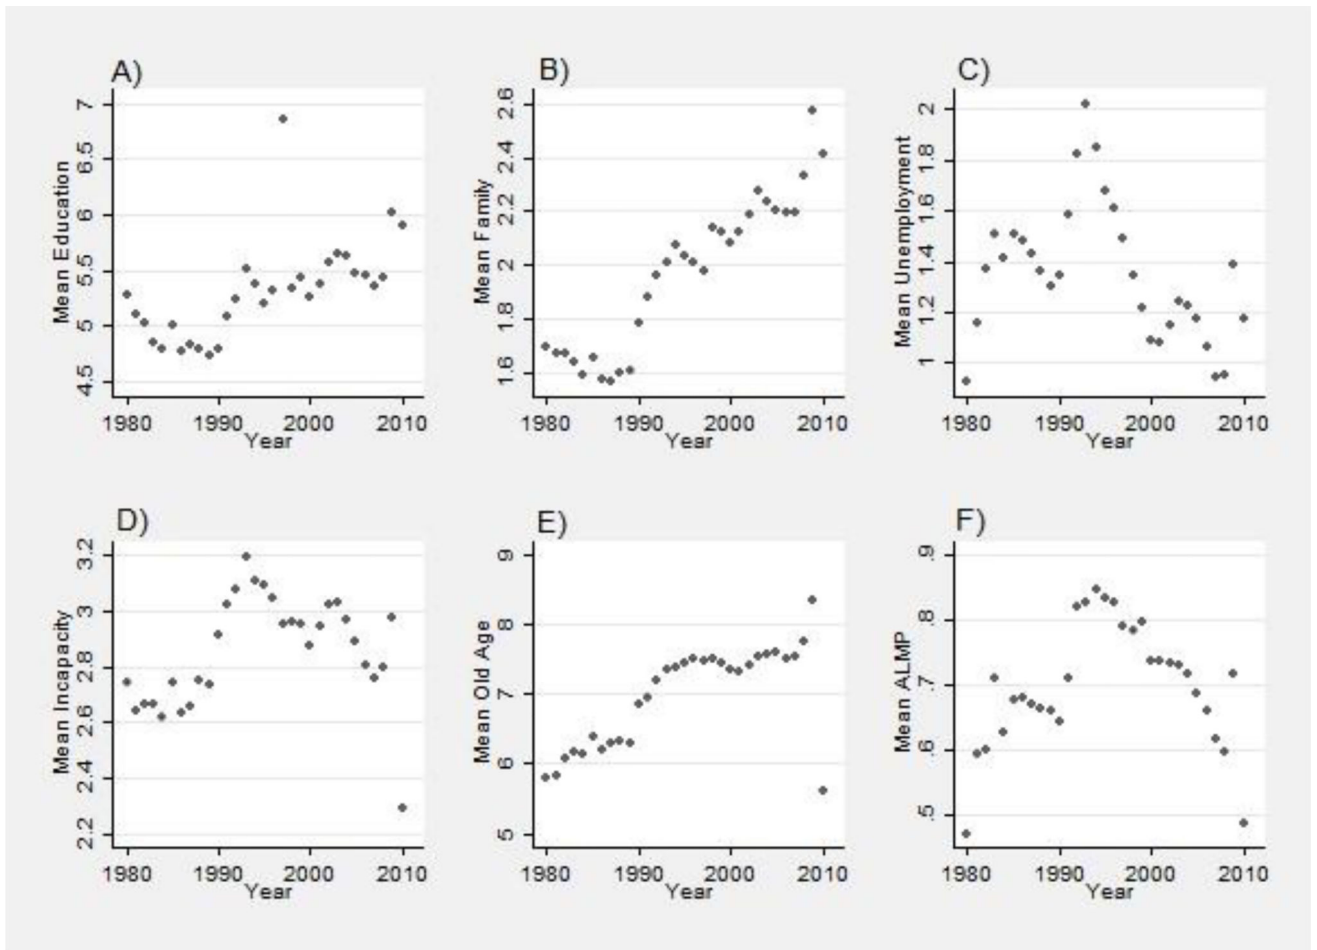 A)
Mean Education
7
6.5
6
5.5
5
4.5
1980 1990 2000 2010
Year
B)
Mean Family
2.6
2.4
2.2
2
1.8
1.6
1980 1990 2000 2010
Year
C)
Mean Unemployment
2
1.8
1.6
1.4
1.2
1
1980 1990 2000 2010
Year
D)
Mean Incapacity
3.2
3
2.8
2.6
2.4
2.2
1980 1990 2000 2010
Year
E)
Mean Old Age
9
8
7
6
5
1980 1990 2000 2010
Year
F)
Mean ALMP
.9
.8
.7
.6
.5
1980 1990 2000 2010
Year